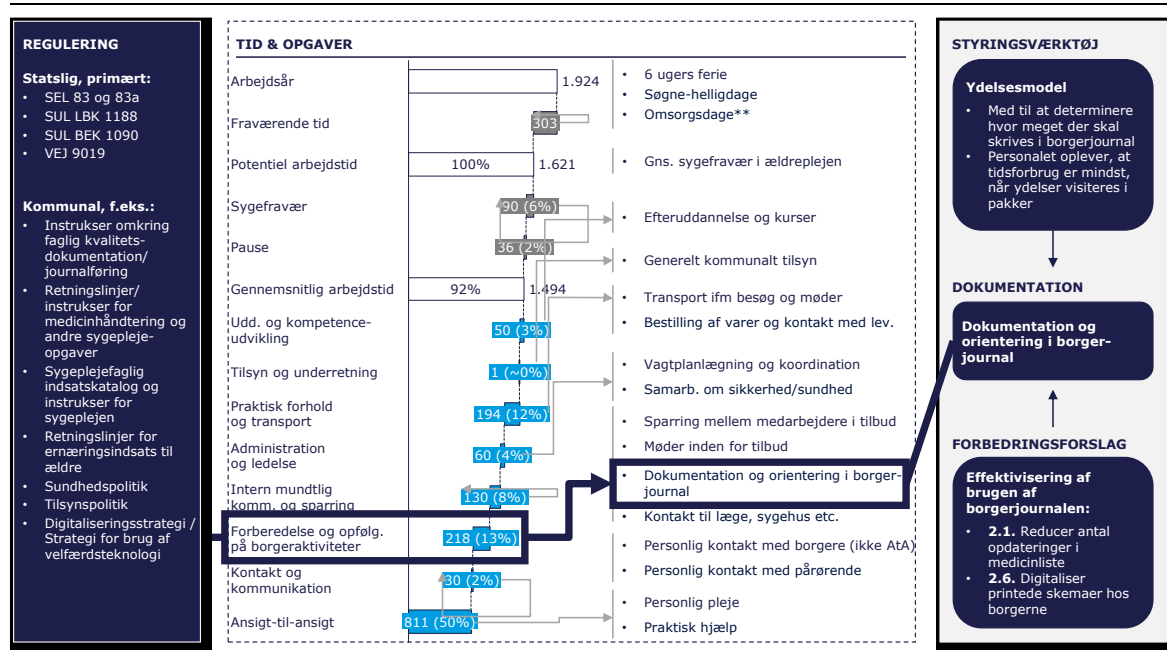 REGULERING
Statslig, primært:
• SEL 83 og 83a
• SUL LBK 1188
• SUL BEK 1090
• VEJ 9019
Kommunal, f.eks.:
• Instrukser omkring
faglig kvalitets-
dokumentation/
journalføring
• Retningslinjer/
instrukser for
medicinhåndtering og
andre sygepleje-
opgaver
• Sygeplejefaglig
indsatskatalog og
instrukser for
sygeplejen
• Retningslinjer for
ernæringsindsats til
ældre
• Sundhedspolitik
• Tilsynspolitik
• Digitaliseringsstrategi /
Strategi for brug af
velfærdsteknologi
TID & OPGAVER
Arbejdsår
1.924
Fraværende tid
303
Potentiel arbejdstid
100%
1.621
Sygefravær
90 (6%)
Pause
36 (2%)
Gennemsnitlig arbejdstid
92%
1.494
Udd. og kompetence-
udvikling
50 (3%)
Tilsyn og underretning
1 (~0%)
Praktisk forhold
og transport
194 (12%)
Administration
og ledelse
60 (4%)
Intern mundtlig
komm. og sparring
130 (8%)
Forberedelse og opfølg.
på borgeraktiviteter
218 (13%)
Kontakt og
kommunikation
30 (2%)
Ansigt-til-ansigt
811 (50%)
• 6 ugers ferie
• Søgne-helligdage
• Omsorgsdage**
• Gns. sygefravær i ældreplejen
• Efteruddannelse og kurser
• Generelt kommunalt tilsyn
• Transport ifm besøg og møder
• Bestilling af varer og kontakt med lev.
• Vagtplanlægning og koordination
• Samarb. om sikkerhed/sundhed
• Sparring mellem medarbejdere i tilbud
• Møder inden for tilbud
• Dokumentation og orientering i borger-
journal
• Kontakt til læge, sygehus etc.
• Personlig kontakt med borgere (ikke AtA)
• Personlig kontakt med pårørende
• Personlig pleje
• Praktisk hjælp
STYRINGSVÆRKTØJ
Ydelsesmodel
• Med til at determinere
hvor meget der skal
skrives i borgerjournal
• Personalet oplever, at
tidsforbrug er mindst,
når ydelser visiteres i
pakker
DOKUMENTATION
Dokumentation og
orientering i borger-
journal
FORBEDRINGSFORSLAG
Effektivisering af
brugen af
borgerjournalen:
• 2.1. Reducer antal
opdateringer i
medicinliste
• 2.6. Digitaliser
printede skemaer hos
borgerne